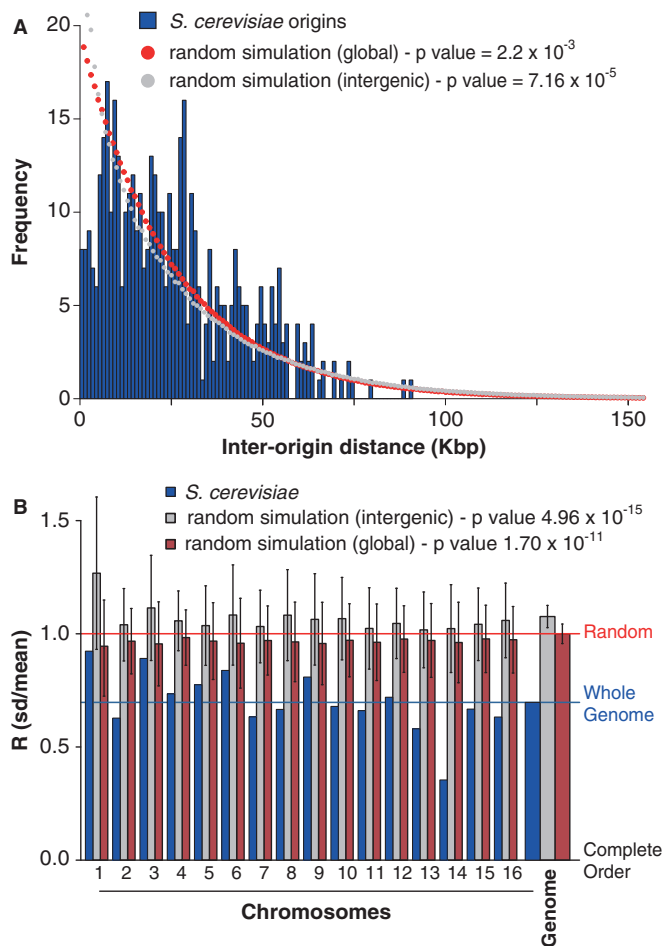 A
S. cerevisiae origins
random simulation (global) - p value = 2.2 x 10⁻³
random simulation (intergenic) - p value = 7.16 x 10⁻⁵
20
15
10
5
0
Frequency
0
50
100
150
Inter-origin distance (Kbp)
B
S. cerevisiae
random simulation (intergenic) - p value 4.96 x 10⁻¹⁵
random simulation (global) - p value 1.70 x 10⁻¹¹
1.5
1.0
0.5
0.0
R (sd/mean)
Random
Whole
Genome
Complete
Order
1 2 3 4 5 6 7 8 9 10 11 12 13 14 15 16
Genome
Chromosomes